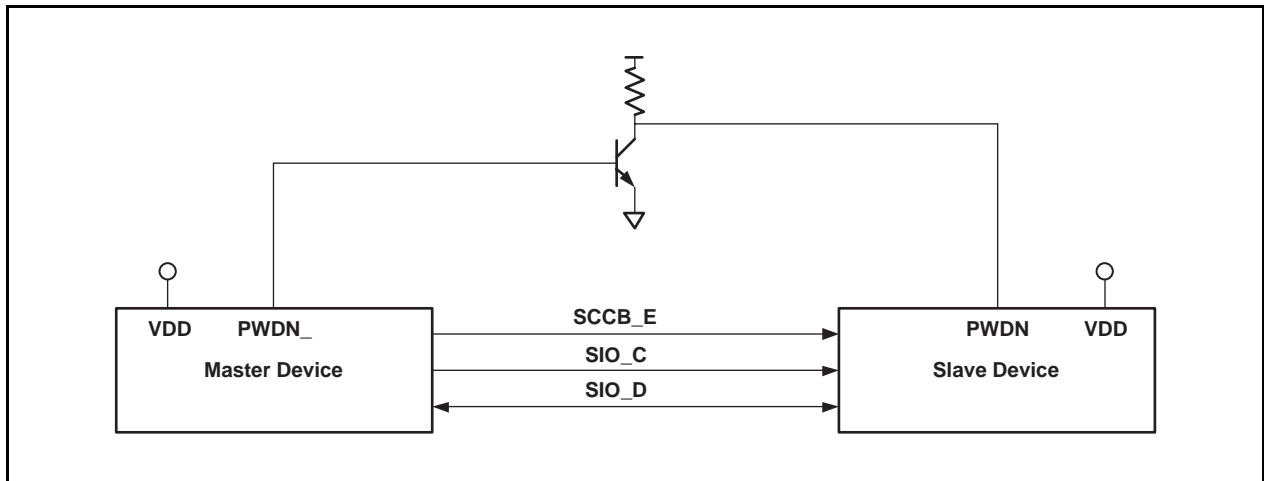 SCCB_E
VDD PWDN_
PWDN VDD
SIO_C
Master Device
Slave Device
SIO_D